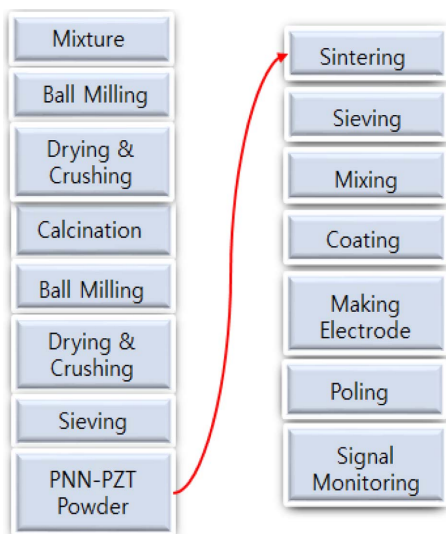 Mixture
Ball Milling
Drying &
Crushing
Calcination
Ball Milling
Drying &
Crushing
Sieving
PNN-PZT
Powder
Sintering
Sieving
Mixing
Coating
Making
Electrode
Poling
Signal
Monitoring